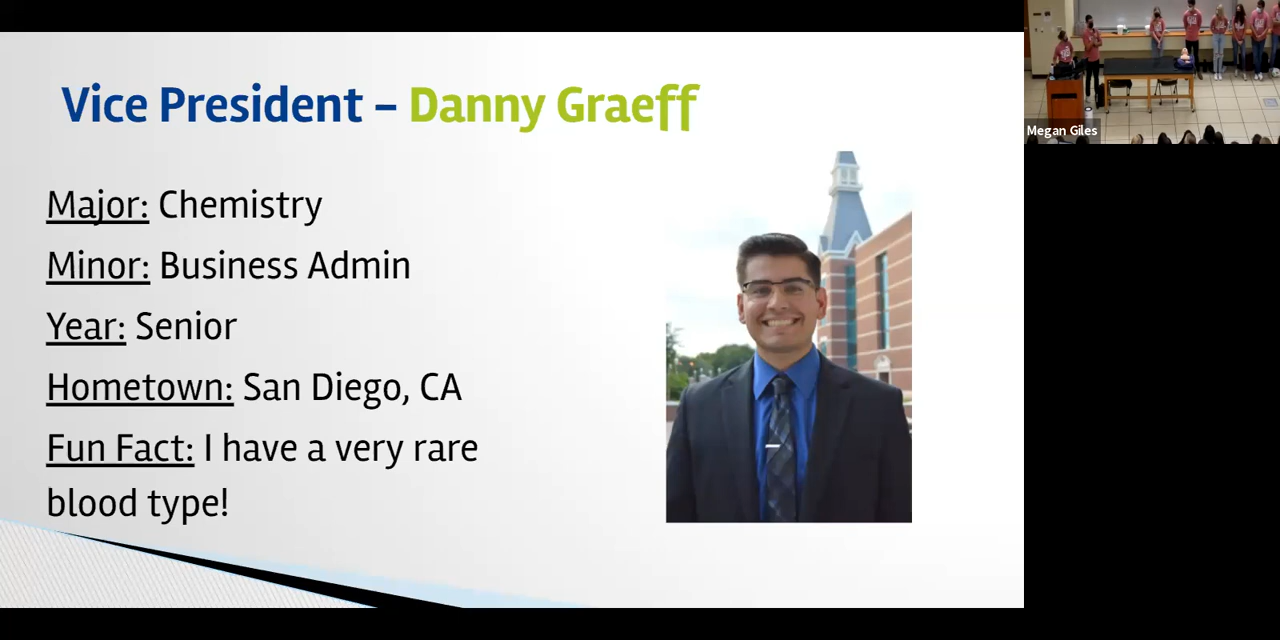 Vice President – Danny Graeff
Major: Chemistry
Minor: Business Admin
Year: Senior
Hometown: San Diego, CA
Fun Fact: I have a very rare
blood type!
Megan Giles